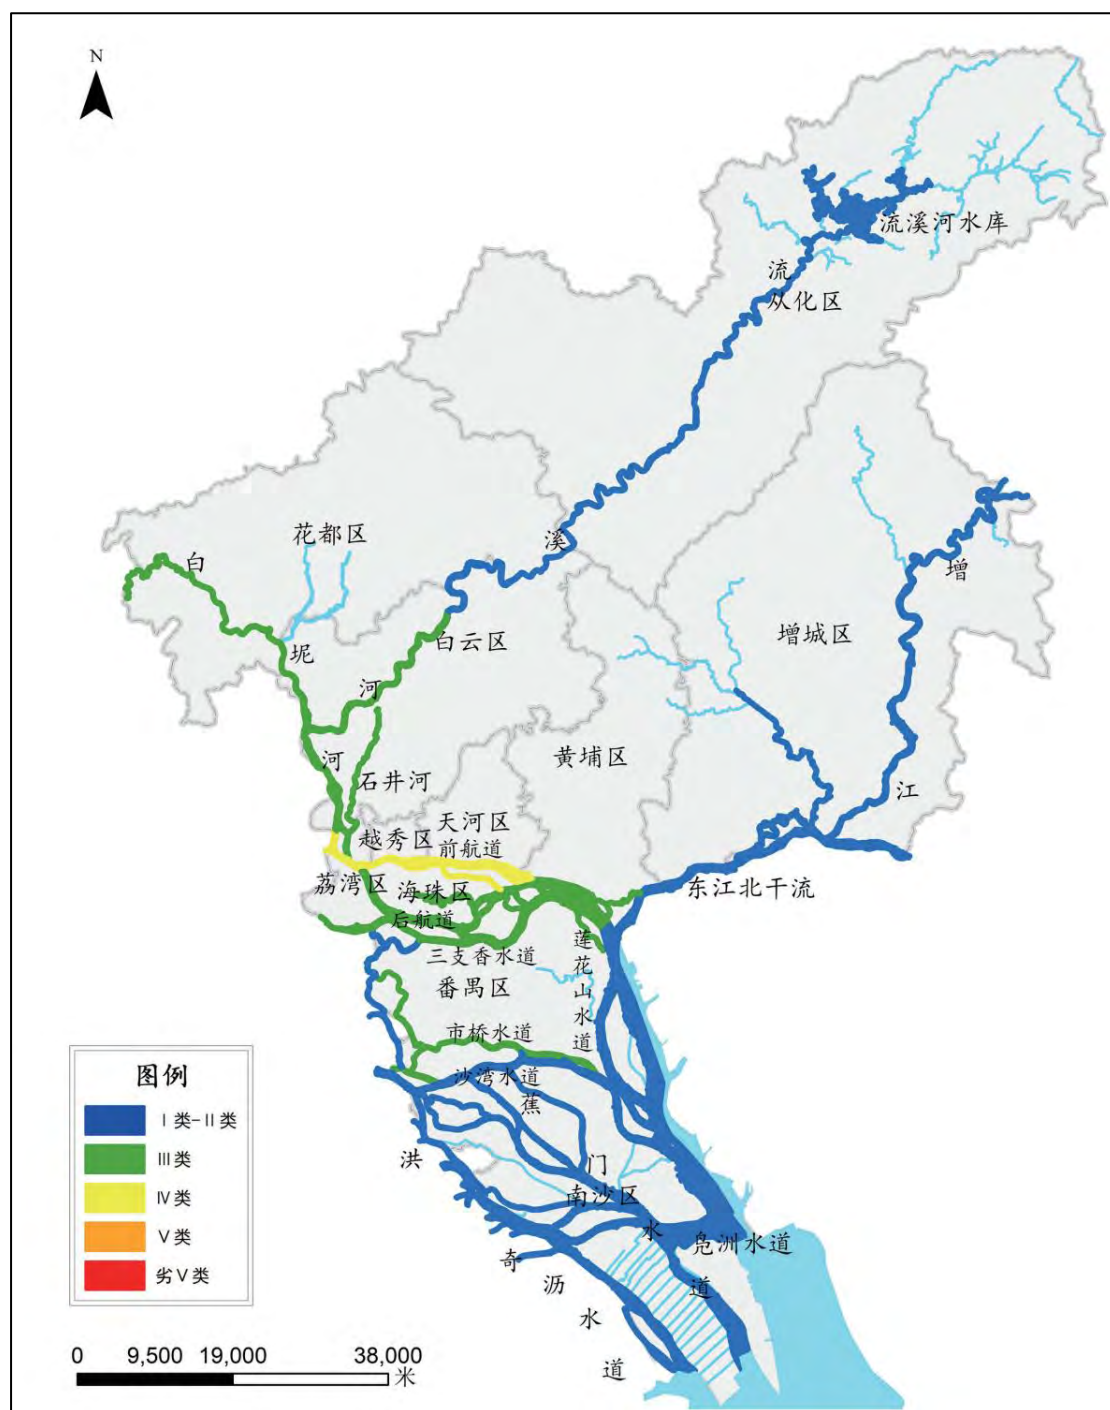 N
流溪河水库
流
从化区
溪
花都区
白
增
坭
白云区
增城区
河
河
石井河
黄埔区
江
天河区
越秀区
前航道
荔湾区
海珠区
东江北干流
后航道
莲花山水道
三支香水道
番禺区
市桥水道
沙湾水道
蕉
洪
门
南沙区
水
凫洲水道
奇
沥
道
水
道
图例
Ⅰ类-Ⅱ类
Ⅲ类
Ⅳ类
Ⅴ类
劣Ⅴ类
0 9,500 19,000 38,000
米